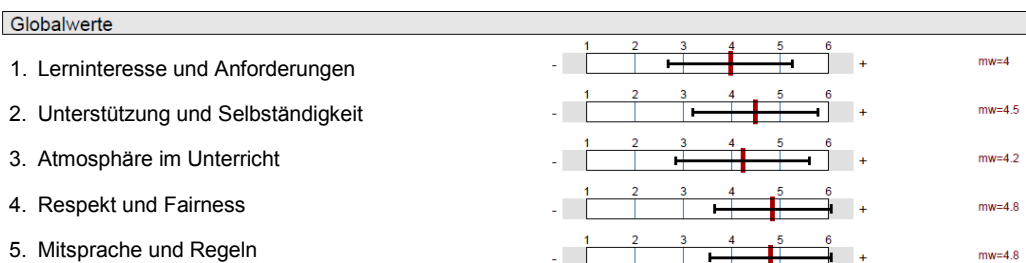 Globalwerte
1 2 3 4 5 6
1. Lerninteresse und Anforderungen - + mw=4
1 2 3 4 5 6
2. Unterstützung und Selbständigkeit - + mw=4.5
1 2 3 4 5 6
3. Atmosphäre im Unterricht - + mw=4.2
1 2 3 4 5 6
4. Respekt und Fairness - + mw=4.8
1 2 3 4 5 6
5. Mitsprache und Regeln - + mw=4.8